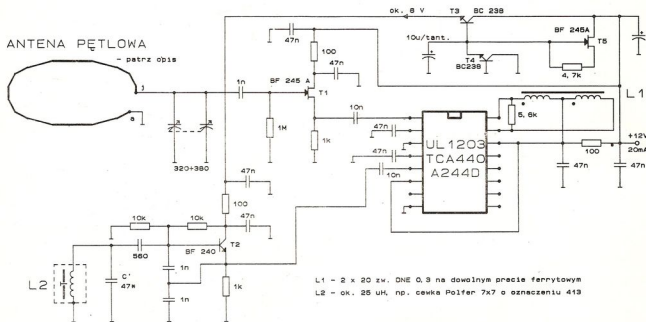 ok. 8 V
T3
BC 238
47n
10u/tant.
BF 245A
T5
T4
BC238
4,7k
ANTENA PĘTLOWA
- patrz opis
100
47n
1n
BF 245 A
T1
10n
1M
1k
47n
320+380
47n
10n
UL1203
TCA440
A244D
5,6k
L1
+12V
20mA
100
47n
47n
47n
100
10k
10k
47n
560
BF 240
T2
L2
C'
1n
1n
1k
L1 - 2 x 20 zw. DNE 0,3 na dowolnym precie ferrytowym
L2 - ok. 25 uH, np. cewka Polfer 7x7 o oznaczeniu 413